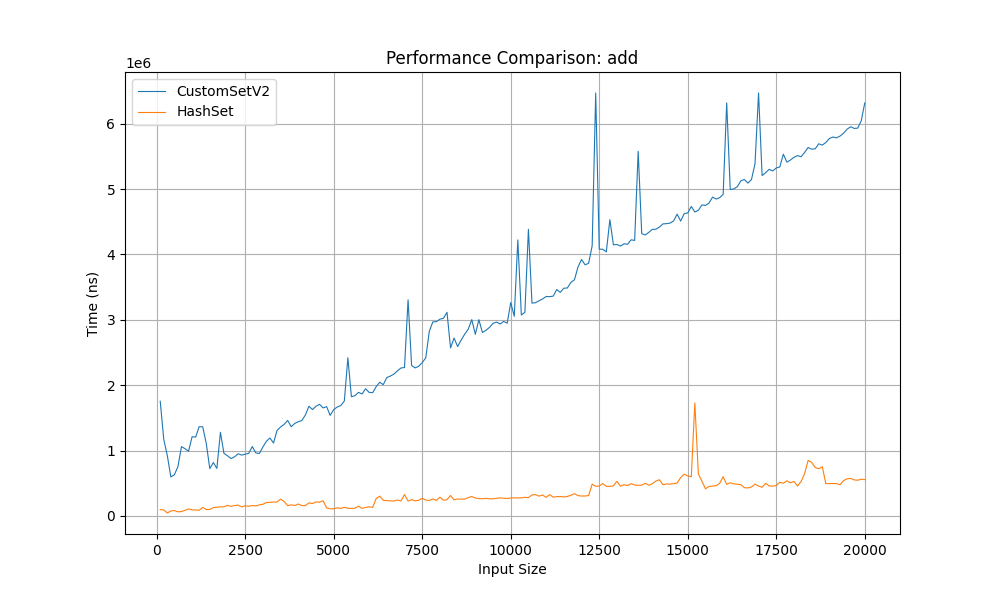 Performance Comparison: add
1e6
CustomSetV2
HashSet
6
5
4
3
2
1
0
Time (ns)
0 2500 5000 7500 10000 12500 15000 17500 20000
Input Size